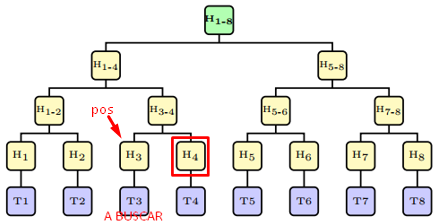 H1-8
H1-4 H5-8
H1-2 pos H3-4 H5-6 H7-8
H1 H2 H3 H4 H5 H6 H7 H8
T1 T2 T3 T4 T5 T6 T7 T8
A BUSCAR